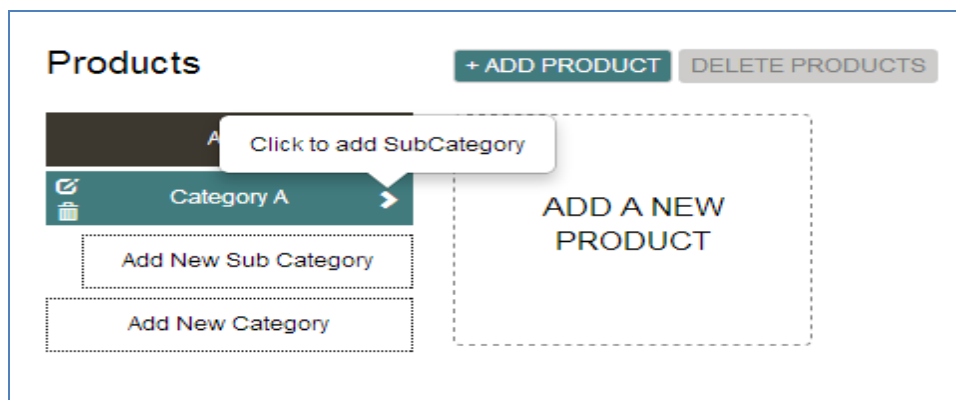 Products
+ ADD PRODUCT
DELETE PRODUCTS
Click to add SubCategory
Category A
Add New Sub Category
Add New Category
ADD A NEW
PRODUCT